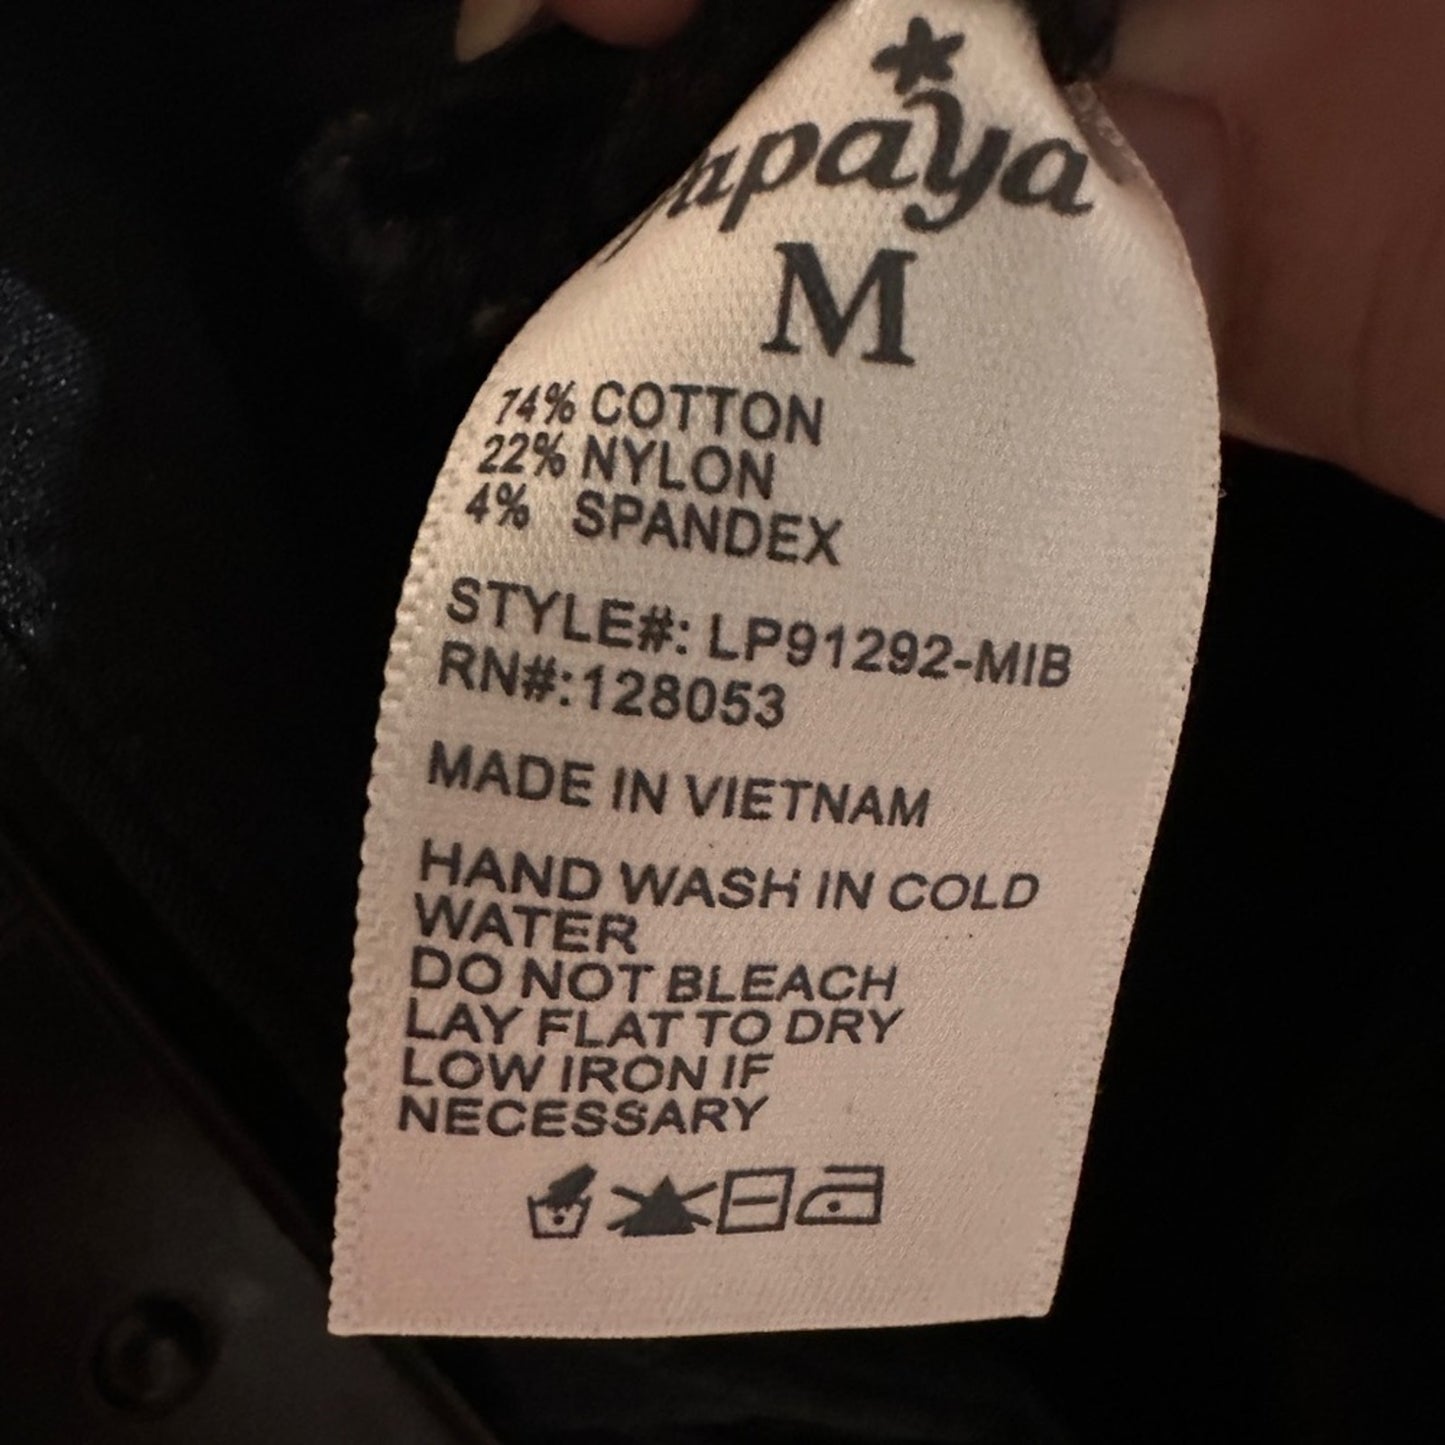 Papaya
M
74% COTTON
22% NYLON
4% SPANDEX
STYLE#: LP91292-MIB
RN#:128053
MADE IN VIETNAM
HAND WASH IN COLD
WATER
DO NOT BLEACH
LAY FLAT TO DRY
LOW IRON IF
NECESSARY